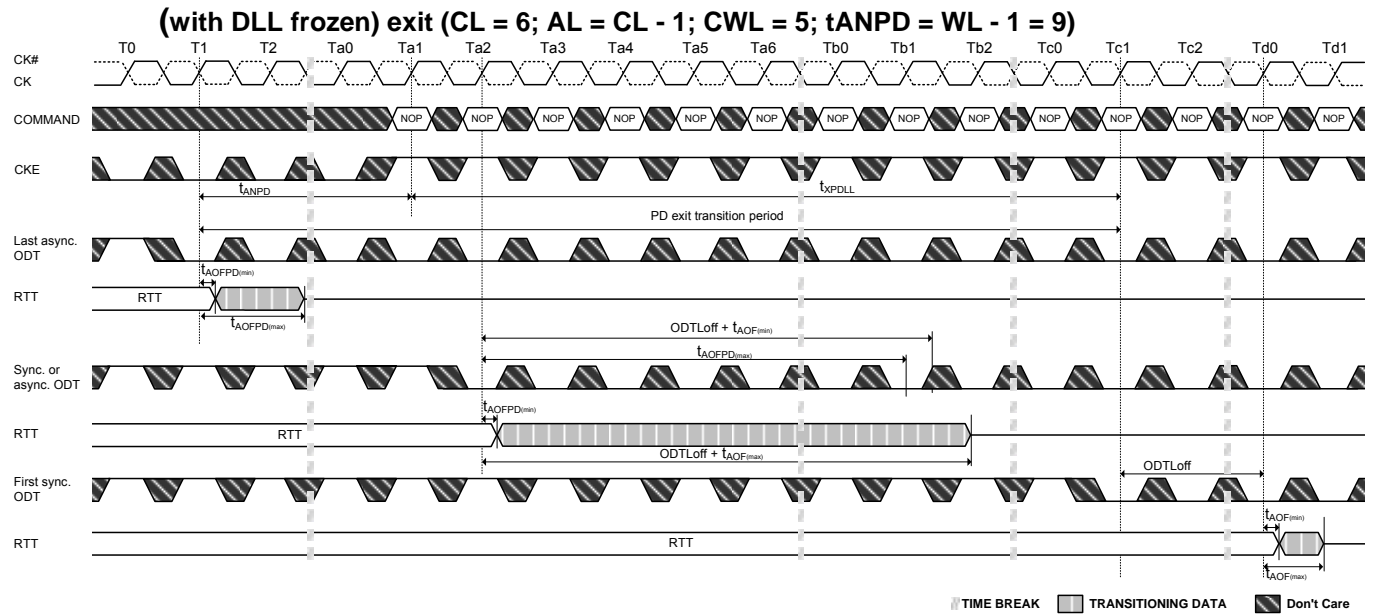 (with DLL frozen) exit (CL = 6; AL = CL - 1; CWL = 5; tANPD = WL - 1 = 9)
T0 T1 T2 Ta0 Ta1 Ta2 Ta3 Ta4 Ta5 Ta6 Tb0 Tb1 Tb2 Tc0 Tc1 Tc2 Td0 Td1
CK#
CK
COMMAND NOP NOP NOP NOP NOP NOP NOP NOP NOP NOP NOP NOP NOP NOP
CKE
tANPD tXPDLL
PD exit transition period
Last async.
ODT
tAOFPD(min)
RTT RTT
tAOFPD(max)
ODTLoff + tAOF(min)
tAOFPD(max)
Sync. or
async. ODT
tAOFPD(min)
RTT RTT
ODTLoff + tAOF(max)
ODTLoff
First sync.
ODT
tAOF(min)
RTT RTT
tAOF(max)
TIME BREAK TRANSITIONING DATA Don't Care